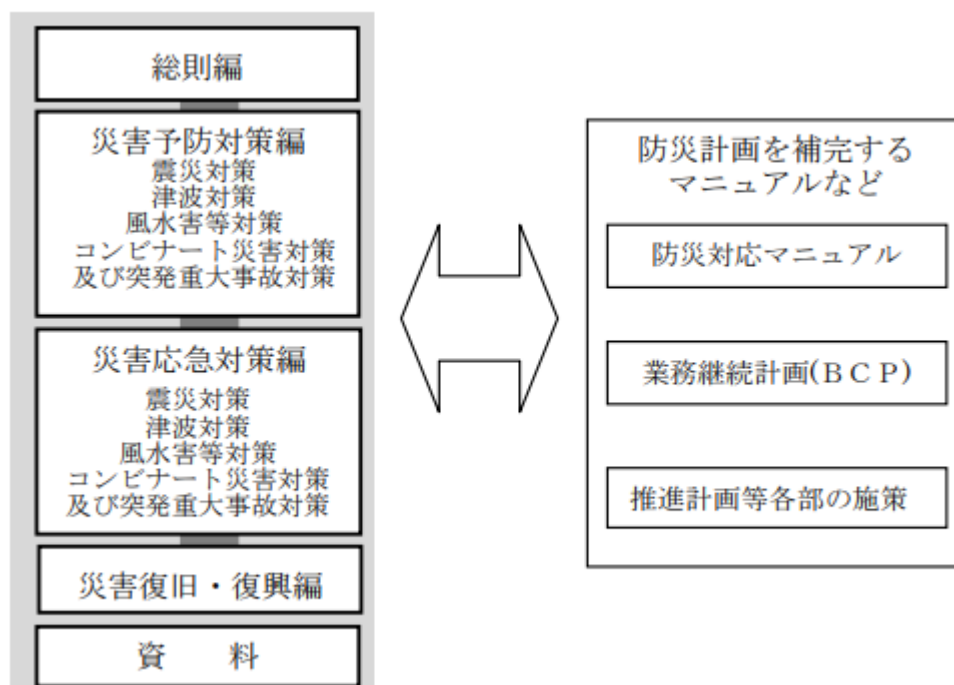 総則編
災害予防対策編
震災対策
津波対策
風水害等対策
コンビナート災害対策
及び突発重大事故対策
災害応急対策編
震災対策
津波対策
風水害等対策
コンビナート災害対策
及び突発重大事故対策
災害復旧・復興編
資　　料
防災計画を補完する
マニュアルなど
防災対応マニュアル
業務継続計画(ＢＣＰ)
推進計画等各部の施策